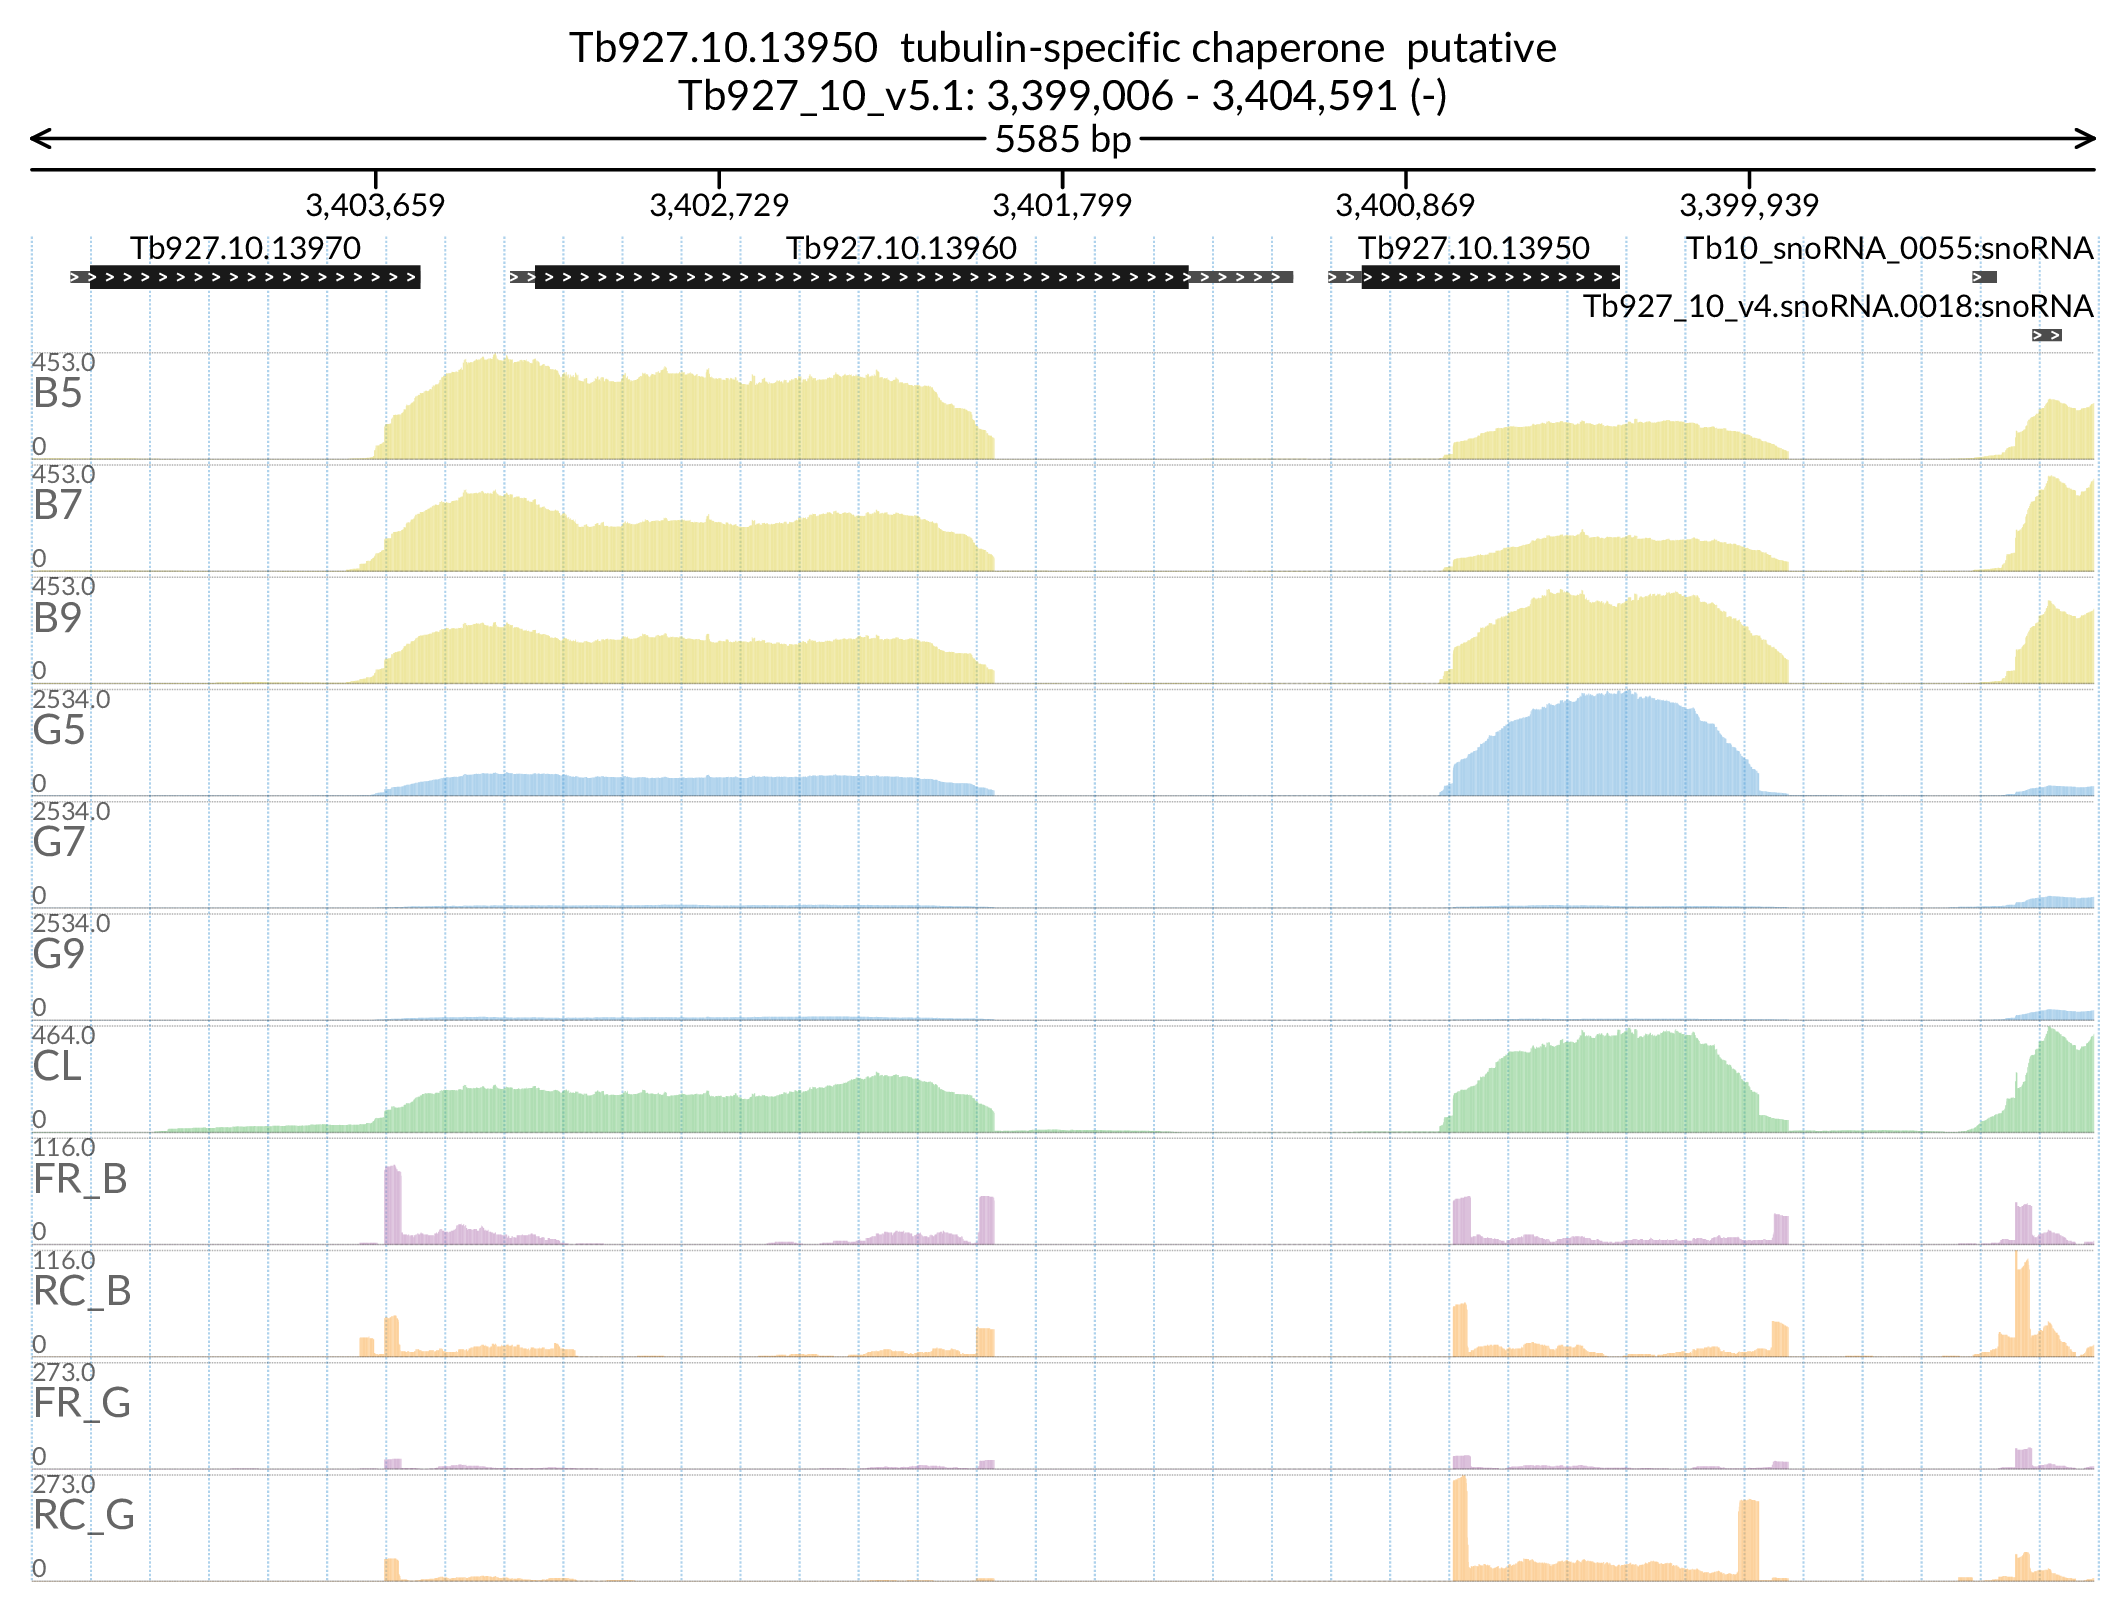 Tb927.10.13950  tubulin-specific chaperone  putative
Tb927_10_v5.1: 3,399,006 - 3,404,591 (-)
5585 bp
3,403,659 3,402,729 3,401,799 3,400,869 3,399,939
Tb927.10.13970 Tb927.10.13960 Tb927.10.13950 Tb10_snoRNA_0055:snoRNA
Tb927_10_v4.snoRNA.0018:snoRNA
453.0
B5
0
453.0
B7
0
453.0
B9
0
2534.0
G5
0
2534.0
G7
0
2534.0
G9
0
464.0
CL
0
116.0
FR_B
0
116.0
RC_B
0
273.0
FR_G
0
273.0
RC_G
0